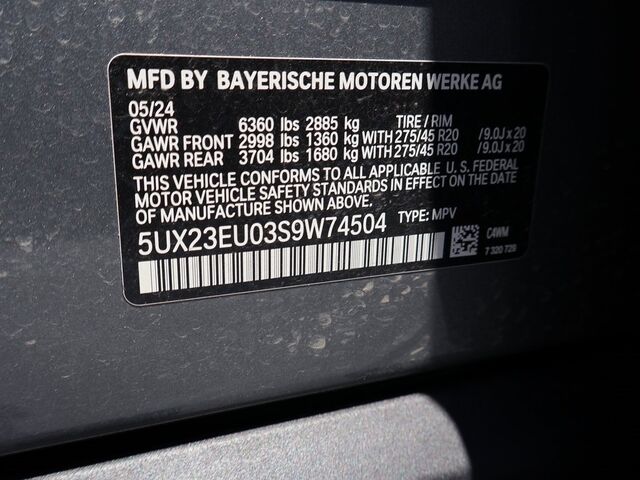 MFD BY BAYERISCHE MOTOREN WERKE AG
05/24 TIRE / RIM
GVWR 6360 lbs 2885 kg
GAWR FRONT 2998 lbs 1360 kg WITH 275/45 R20 /9.0J x 20
GAWR REAR 3704 lbs 1680 kg WITH 275/45 R20 /9.0J x 20
THIS VEHICLE CONFORMS TO ALL APPLICABLE U. S. FEDERAL
MOTOR VEHICLE SAFETY STANDARDS IN EFFECT ON THE DATE
OF MANUFACTURE SHOWN ABOVE.
5UX23EU03S9W74504 TYPE: MPV
C4WM
7 320 728